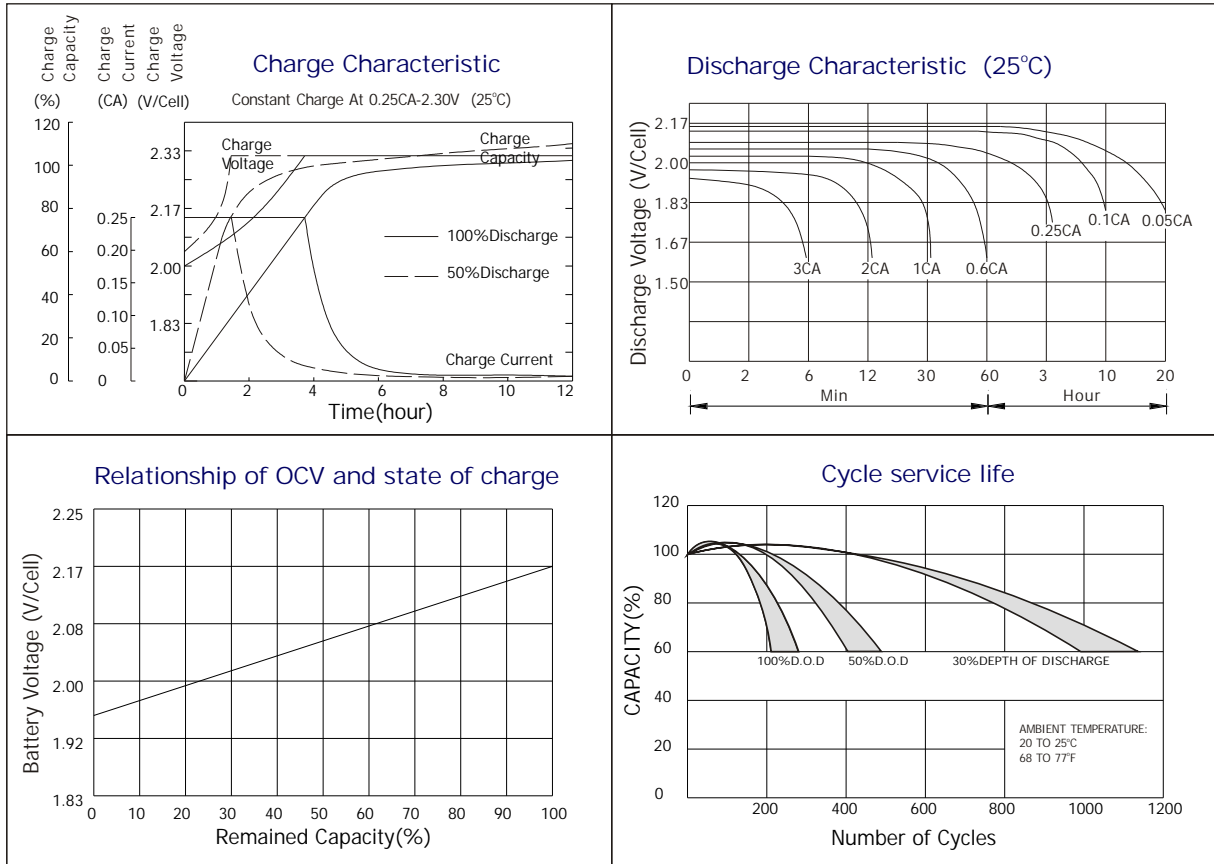 Charge Capacity
Charge Current
Charge Voltage
(%)
(CA)
(V/Cell)
Charge Characteristic
Constant Charge At 0.25CA-2.30V (25°C)
120
100
80
60
40
20
0
0.25
0.20
0.15
0.10
0.05
0
2.33
2.17
2.00
1.83
Charge Voltage
Charge Capacity
100%Discharge
50%Discharge
Charge Current
0 2 4 6 8 10 12
Time(hour)
Discharge Characteristic (25°C)
Discharge Voltage (V/Cell)
2.17
2.00
1.83
1.67
1.50
3CA
2CA
1CA
0.6CA
0.25CA
0.1CA
0.05CA
0 2 6 12 30 60 3 10 20
Min
Hour
Relationship of OCV and state of charge
Battery Voltage (V/Cell)
2.25
2.17
2.08
2.00
1.92
1.83
0 10 20 30 40 50 60 70 80 90 100
Remained Capacity(%)
Cycle service life
CAPACITY(%)
120
100
80
60
40
20
0
100%D.O.D
50%D.O.D
30%DEPTH OF DISCHARGE
AMBIENT TEMPERATURE:
20 TO 25°C
68 TO 77°F
200 400 600 800 1000 1200
Number of Cycles